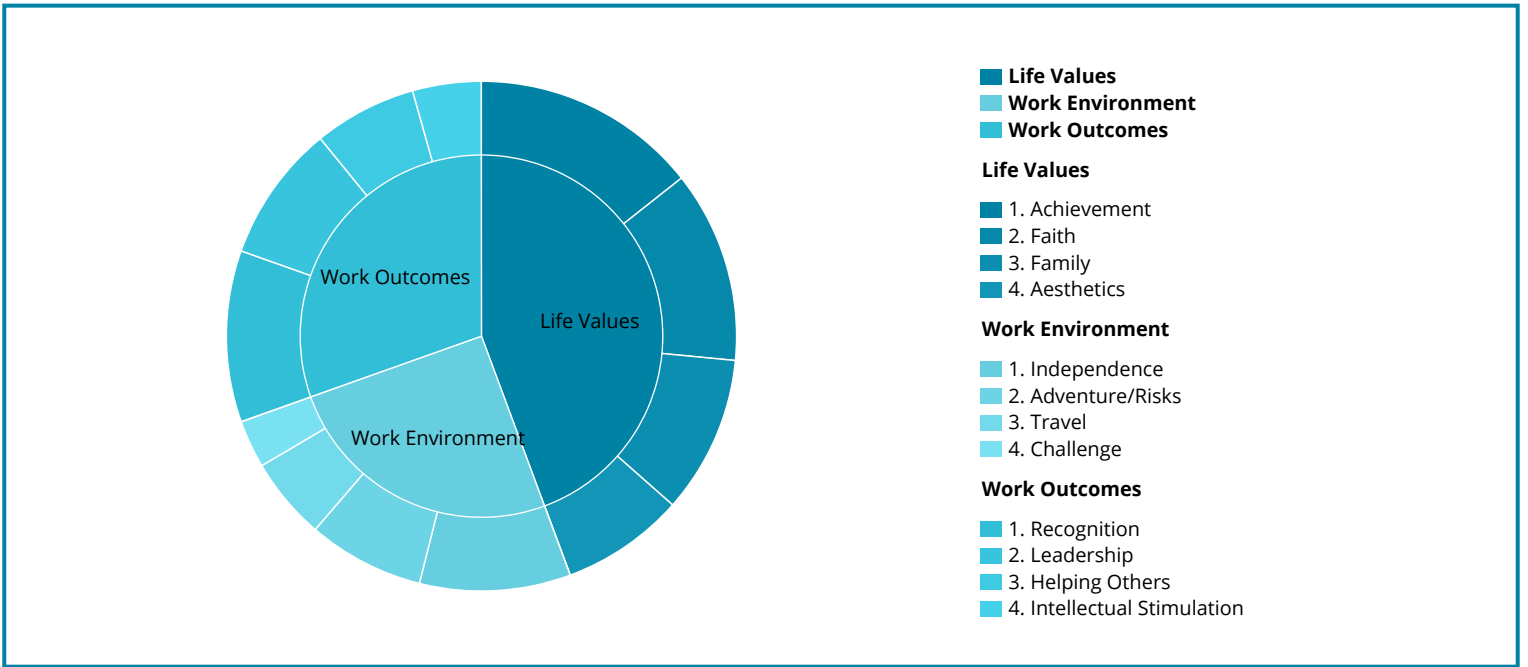 Work Outcomes
Life Values
Work Environment
Life Values
Work Environment
Work Outcomes
Life Values
1. Achievement
2. Faith
3. Family
4. Aesthetics
Work Environment
1. Independence
2. Adventure/Risks
3. Travel
4. Challenge
Work Outcomes
1. Recognition
2. Leadership
3. Helping Others
4. Intellectual Stimulation